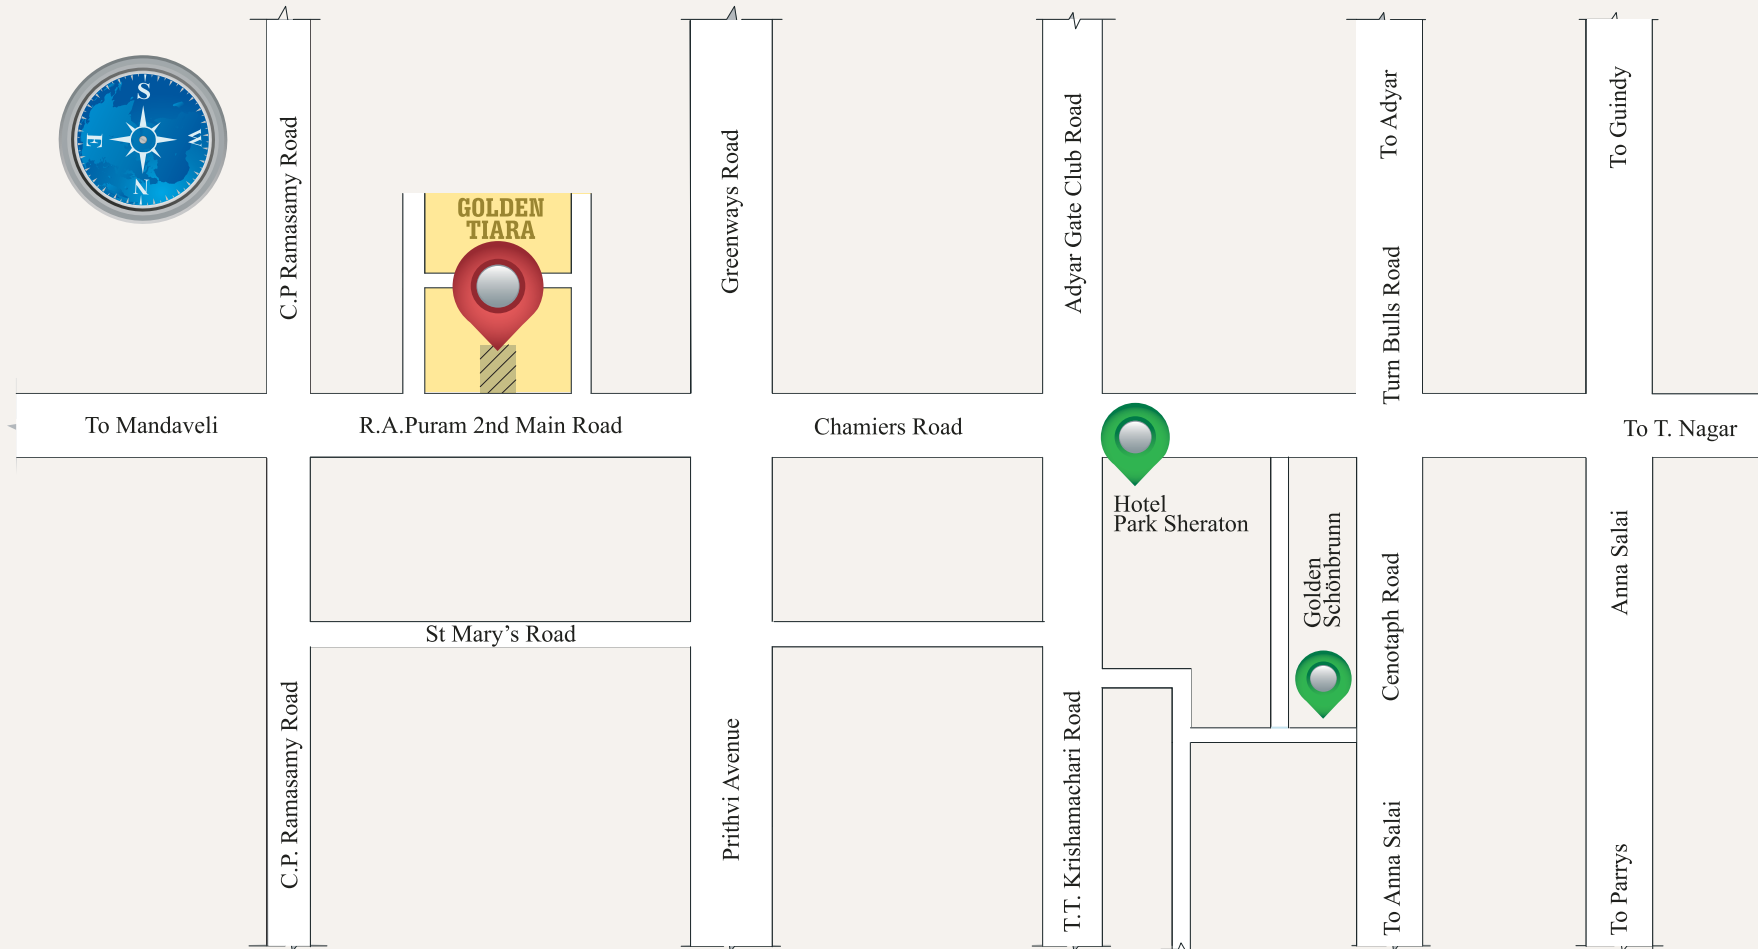 S
E
W
N
C.P Ramasamy Road
GOLDEN
TIARA
Greenways Road
Adyar Gate Club Road
To Adyar
Turn Bulls Road
To Guindy
To Mandaveli
R.A.Puram 2nd Main Road
Chamiers Road
To T. Nagar
Hotel
Park Sheraton
Golden
Schönbrunn
Cenotaph Road
Anna Salai
St Mary’s Road
C.P. Ramasamy Road
Prithvi Avenue
T.T. Krishamachari Road
To Anna Salai
To Parrys